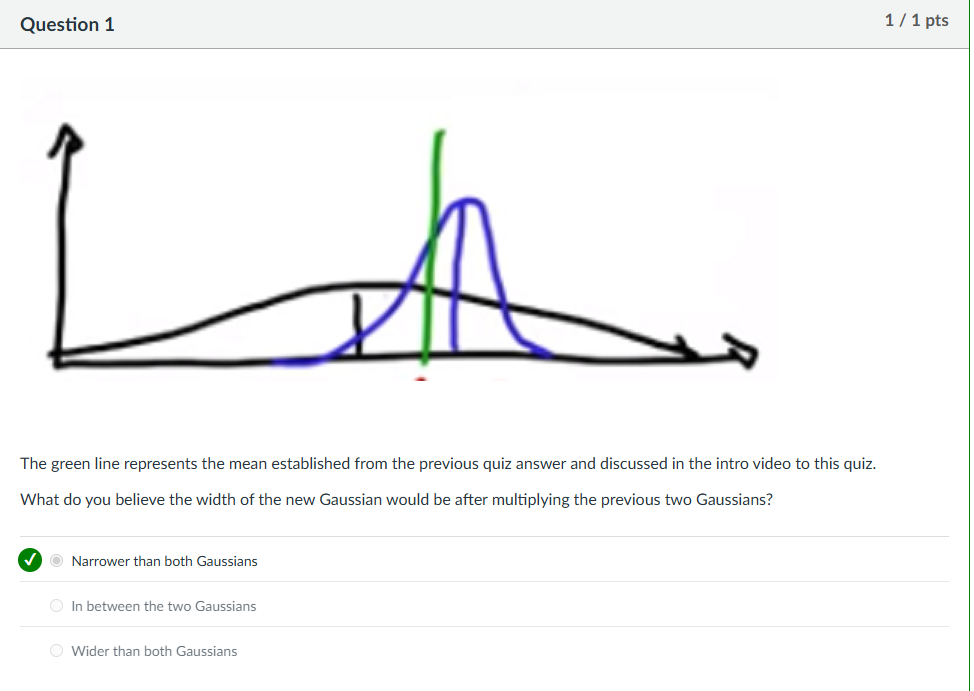 Question 1
1 / 1 pts
The green line represents the mean established from the previous quiz answer and discussed in the intro video to this quiz.
What do you believe the width of the new Gaussian would be after multiplying the previous two Gaussians?
Narrower than both Gaussians
In between the two Gaussians
Wider than both Gaussians